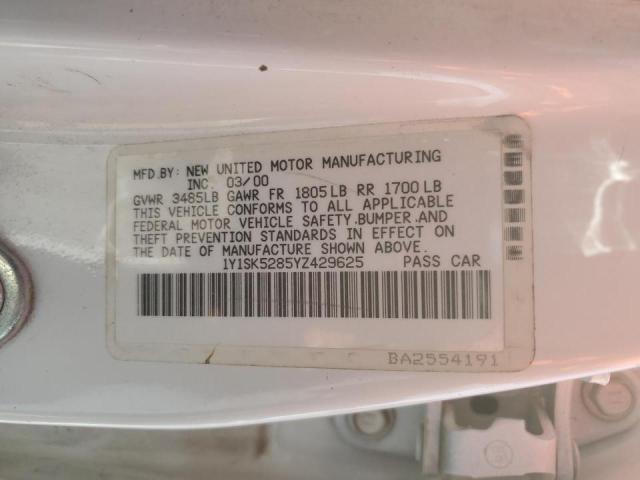 MFD BY: NEW UNITED MOTOR MANUFACTURING
INC. 03/00
GVWR 3485LB GAWR FR 1805LB RR 1700LB
THIS VEHICLE CONFORMS TO ALL APPLICABLE
FEDERAL MOTOR VEHICLE SAFETY,BUMPER,AND
THEFT PREVENTION STANDARDS IN EFFECT ON
THE DATE OF MANUFACTURE SHOWN ABOVE.
1Y1SK5285YZ429625 PASS CAR
BA2554191